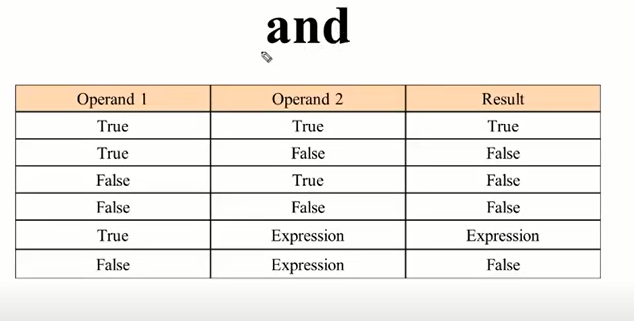 and
Operand 1 Operand 2 Result
True True True
True False False
False True False
False False False
True Expression Expression
False Expression False